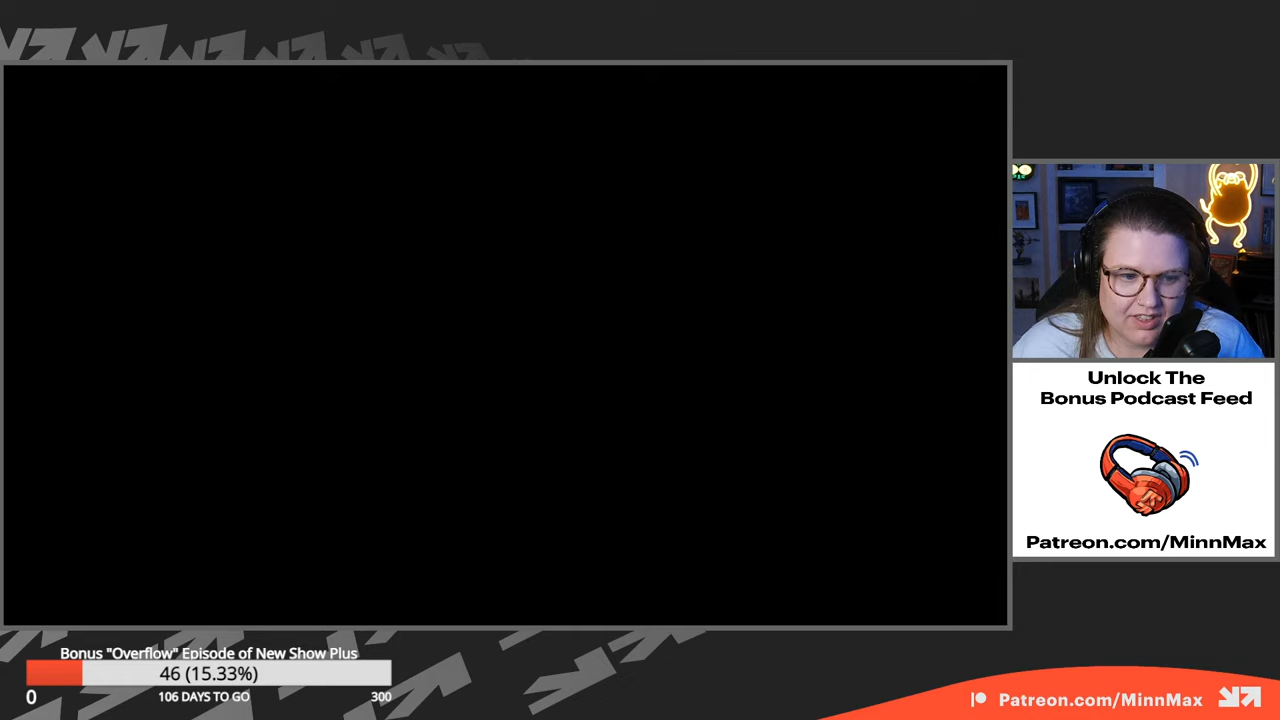 Unlock The
Bonus Podcast Feed
Patreon.com/MinnMax
Bonus "Overflow" Episode of New Show Plus
46 (15.33%)
0
106 DAYS TO GO
300
Patreon.com/MinnMax